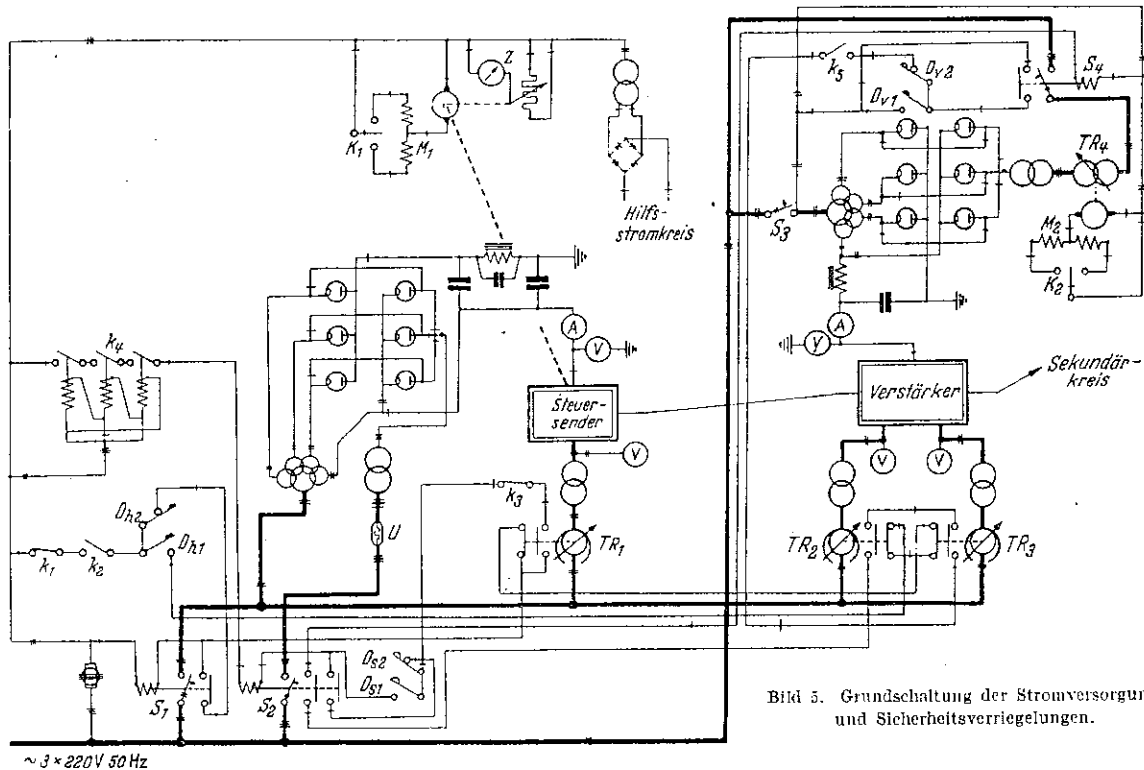 Z
K₁
M₁
Hilfs-
stromkreis
k₅
Dv2
Dv1
S₄
TR₄
S₃
M₂
K₂
A
V
A
V
k₄
Steuer-
sender
Verstärker
Sekundär-
kreis
V
V
V
Dh2
Dh1
k₁
k₂
U
k₃
TR₁
TR₂
TR₃
S₁
S₂
Ds2
Ds1
Bild 5. Grundschaltung der Stromversorgun
und Sicherheitsverriegelungen.
~ 3 × 220V 50 Hz